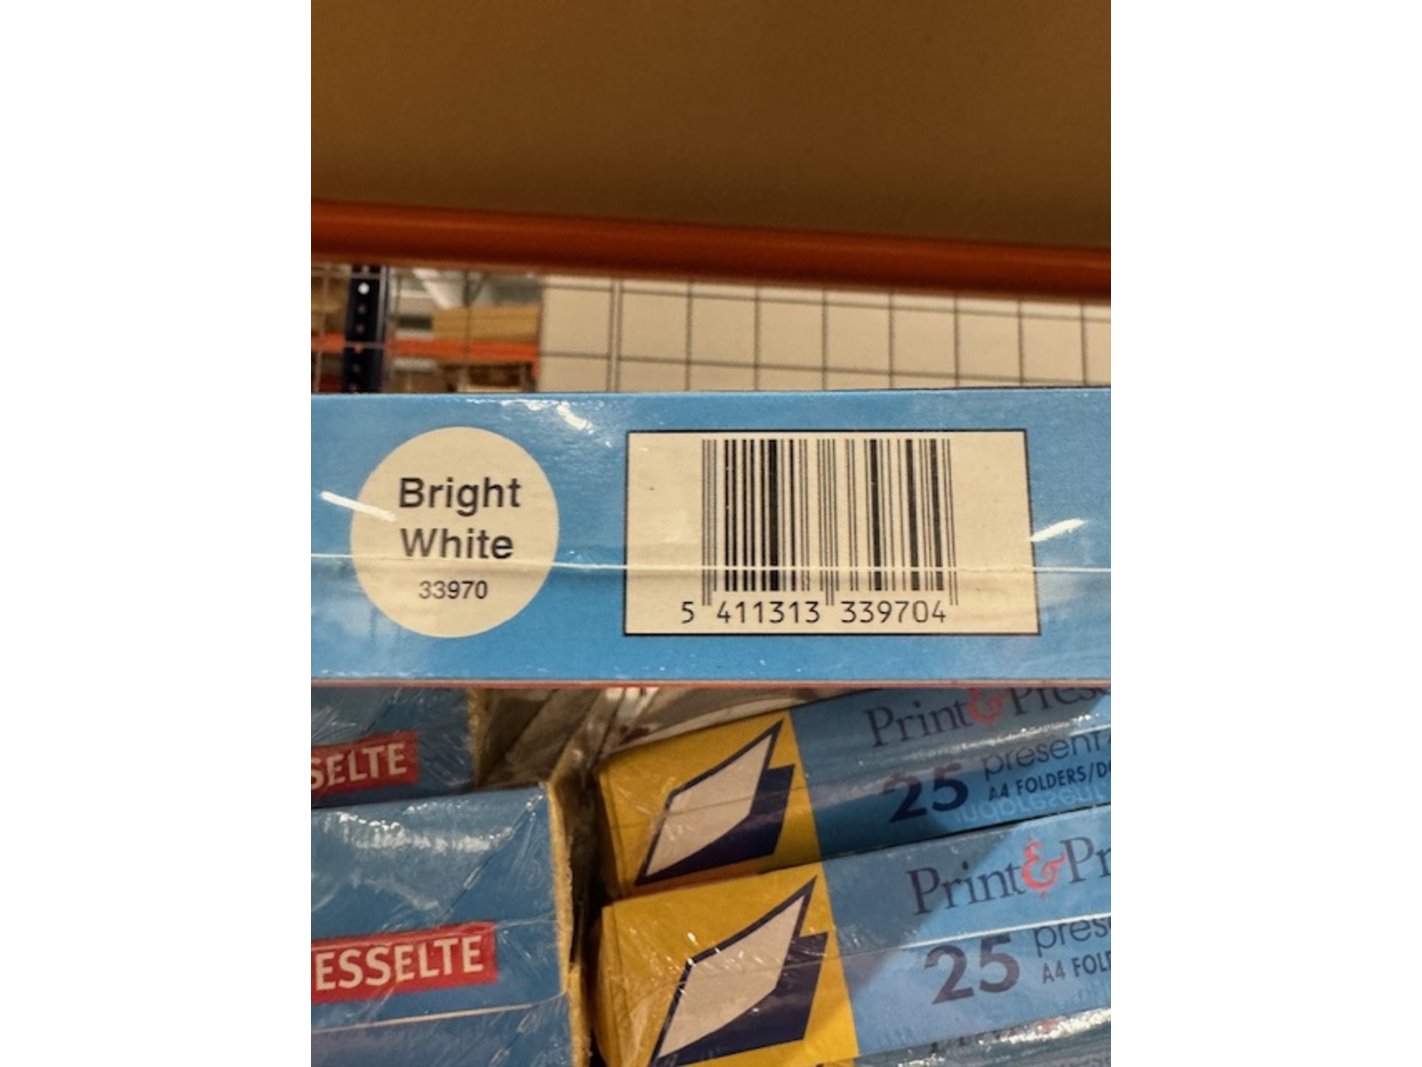 Bright
White
33970
5 411313 339704
SELTE
Print&Pres
25 present
A4 FOLDERS/D
ESSELTE
Print&Pr
25 pres
A4 FOL